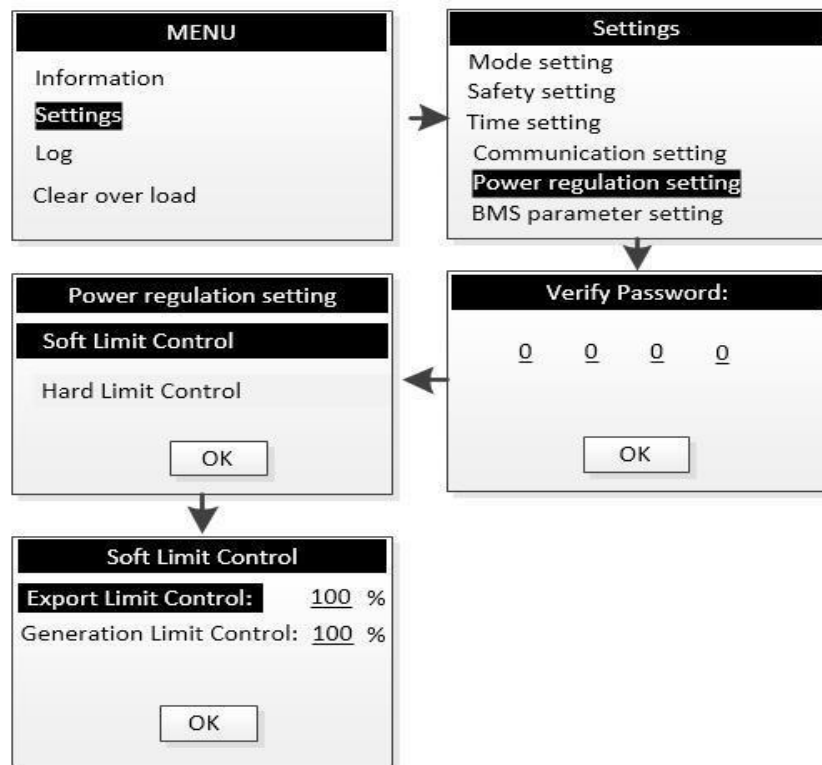 MENU
Information
Settings
Log
Clear over load
Settings
Mode setting
Safety setting
Time setting
Communication setting
Power regulation setting
BMS parameter setting
Verify Password:
0 0 0 0
OK
Power regulation setting
Soft Limit Control
Hard Limit Control
OK
Soft Limit Control
Export Limit Control: 100 %
Generation Limit Control: 100 %
OK